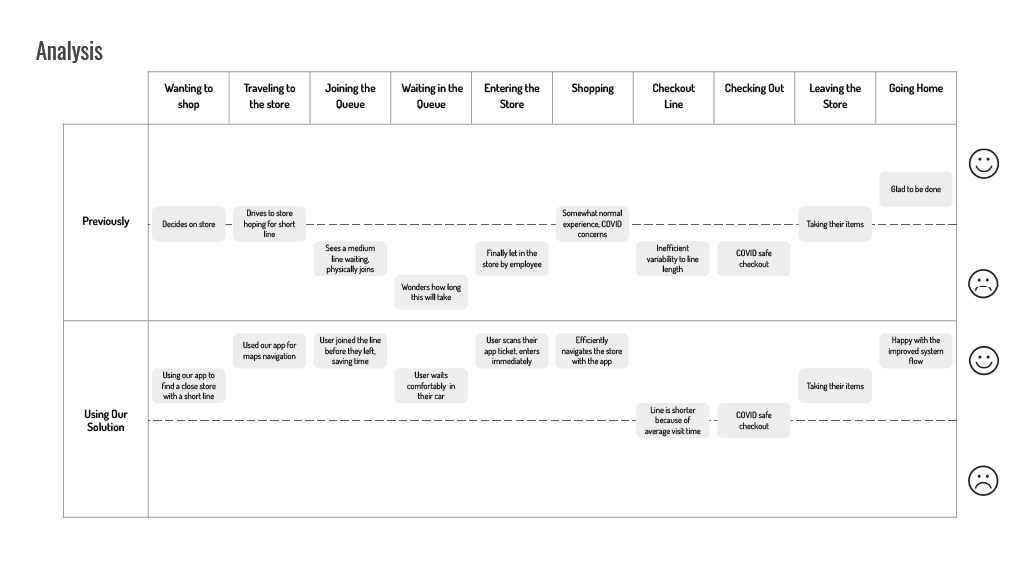 Analysis
Wanting to
shop
Traveling to
the store
Joining the
Queue
Waiting in the
Queue
Entering the
Store
Shopping
Checkout
Line
Checking Out
Leaving the
Store
Going Home
Previously
Decides on store
Drives to store
hoping for short
line
Sees a medium
line waiting,
physically joins
Wonders how long
this will take
Finally let in the
store by employee
Somewhat normal
experience, COVID
concerns
Inefficient
variability to line
length
COVID safe
checkout
Taking their items
Glad to be done
Using Our
Solution
Using our app to
find a close store
with a short line
Used our app for
maps navigation
User joined the line
before they left,
saving time
User waits
comfortably in
their car
User scans their
app ticket, enters
immediately
Efficiently
navigates the store
with the app
Line is shorter
because of
average visit time
COVID safe
checkout
Taking their items
Happy with the
improved system
flow